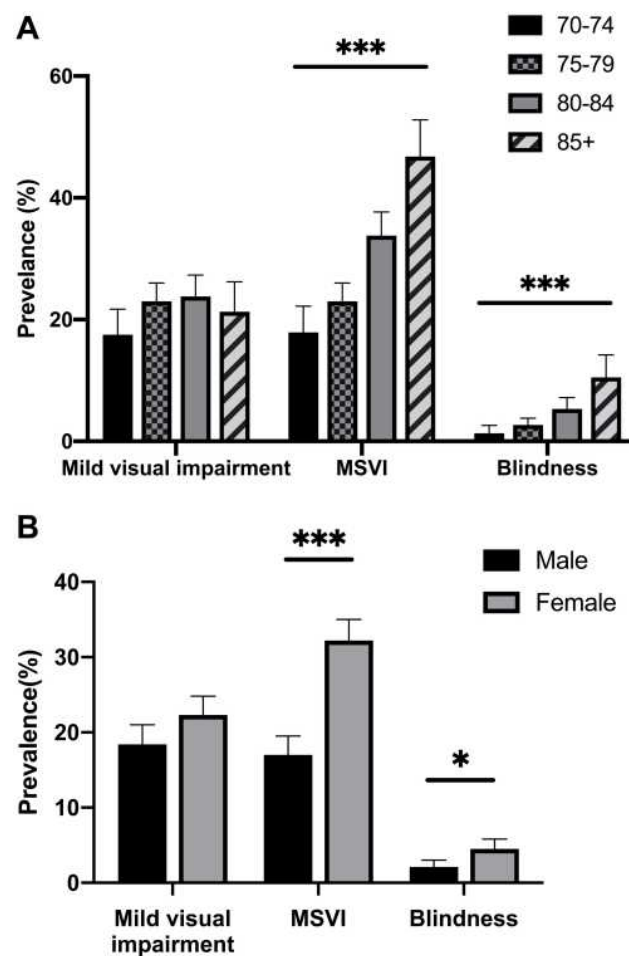 A
70-74
75-79
80-84
85+
***
***
Prevelance (%)
60
40
20
0
Mild visual impairment
MSVI
Blindness
B
Male
Female
***
*
Prevalence(%)
40
30
20
10
0
Mild visual
impairment
MSVI
Blindness